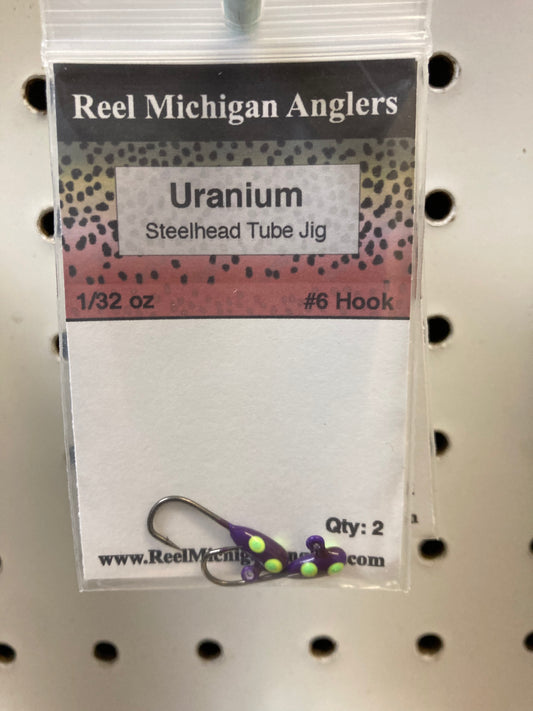 Reel Michigan Anglers
Uranium
Steelhead Tube Jig
1/32 oz
#6 Hook
Qty: 2